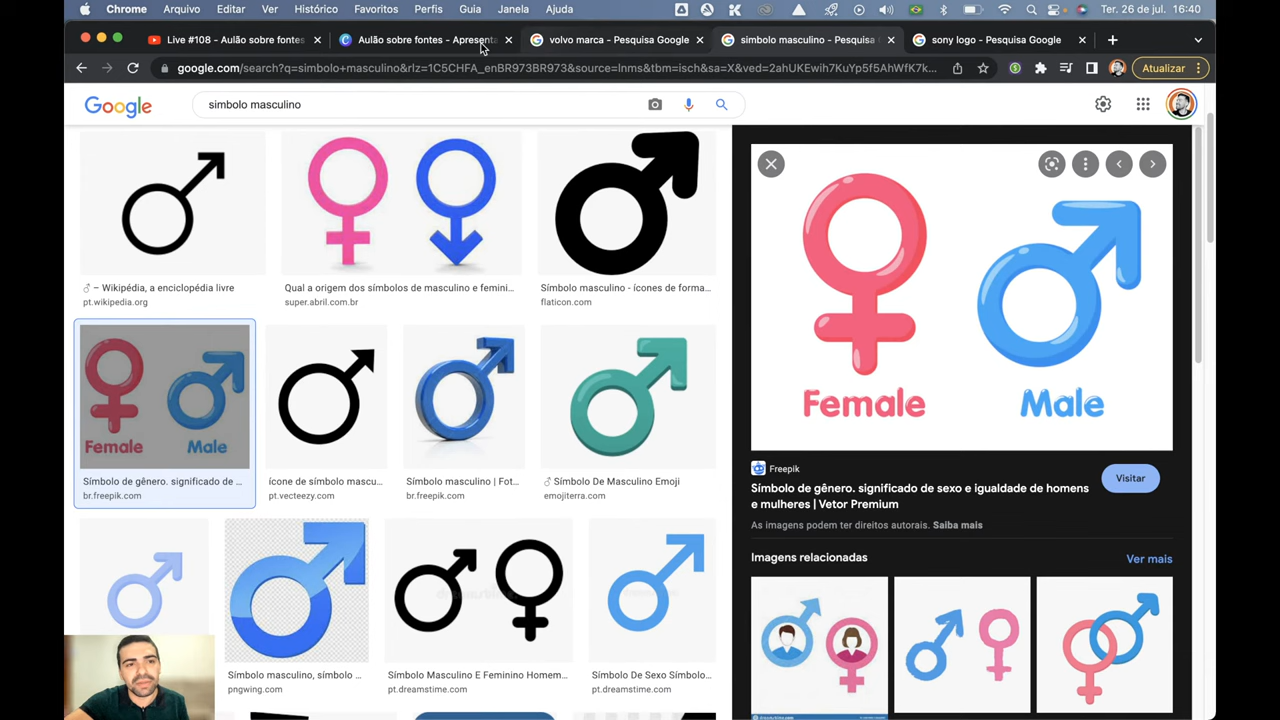 Chrome Arquivo Editar Ver Histórico Favoritos Perfis Guia Janela Ajuda Ter. 26 de jul. 16:40
Live #108 - Aulão sobre fontes
Aulão sobre fontes - Apresenta
volvo marca - Pesquisa Google
simbolo masculino - Pesquisa
sony logo - Pesquisa Google
google.com/search?q=simbolo+masculino&rlz=1C5CHFA_enBR973BR973&source=lnms&tbm=isch&sa=X&ved=2ahUKEwih7KuYp5f5AhWfK7k...
Atualizar
Google
simbolo masculino
♂ – Wikipédia, a enciclopédia livre
pt.wikipedia.org
Qual a origem dos símbolos de masculino e femini...
super.abril.com.br
Símbolo masculino - ícones de forma...
flaticon.com
Female Male
Símbolo de gênero. significado de ...
br.freepik.com
ícone de símbolo mascu...
pt.vecteezy.com
Símbolo masculino | Fot...
br.freepik.com
♂ Símbolo De Masculino Emoji
emojiterra.com
Símbolo masculino, símbolo ...
pngwing.com
Símbolo Masculino E Feminino Homem...
pt.dreamstime.com
Símbolo De Sexo Símbolo...
pt.dreamstime.com
Female Male
Freepik
Visitar
Símbolo de gênero. significado de sexo e igualdade de homens
e mulheres | Vetor Premium
As imagens podem ter direitos autorais. Saiba mais
Imagens relacionadas
Ver mais